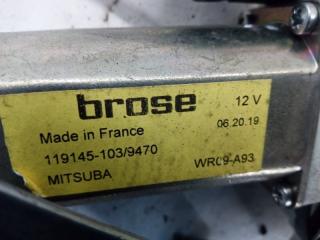 brose 12 V
Made in France 06.20.19
119145-103/9470
MITSUBA WR09-A93